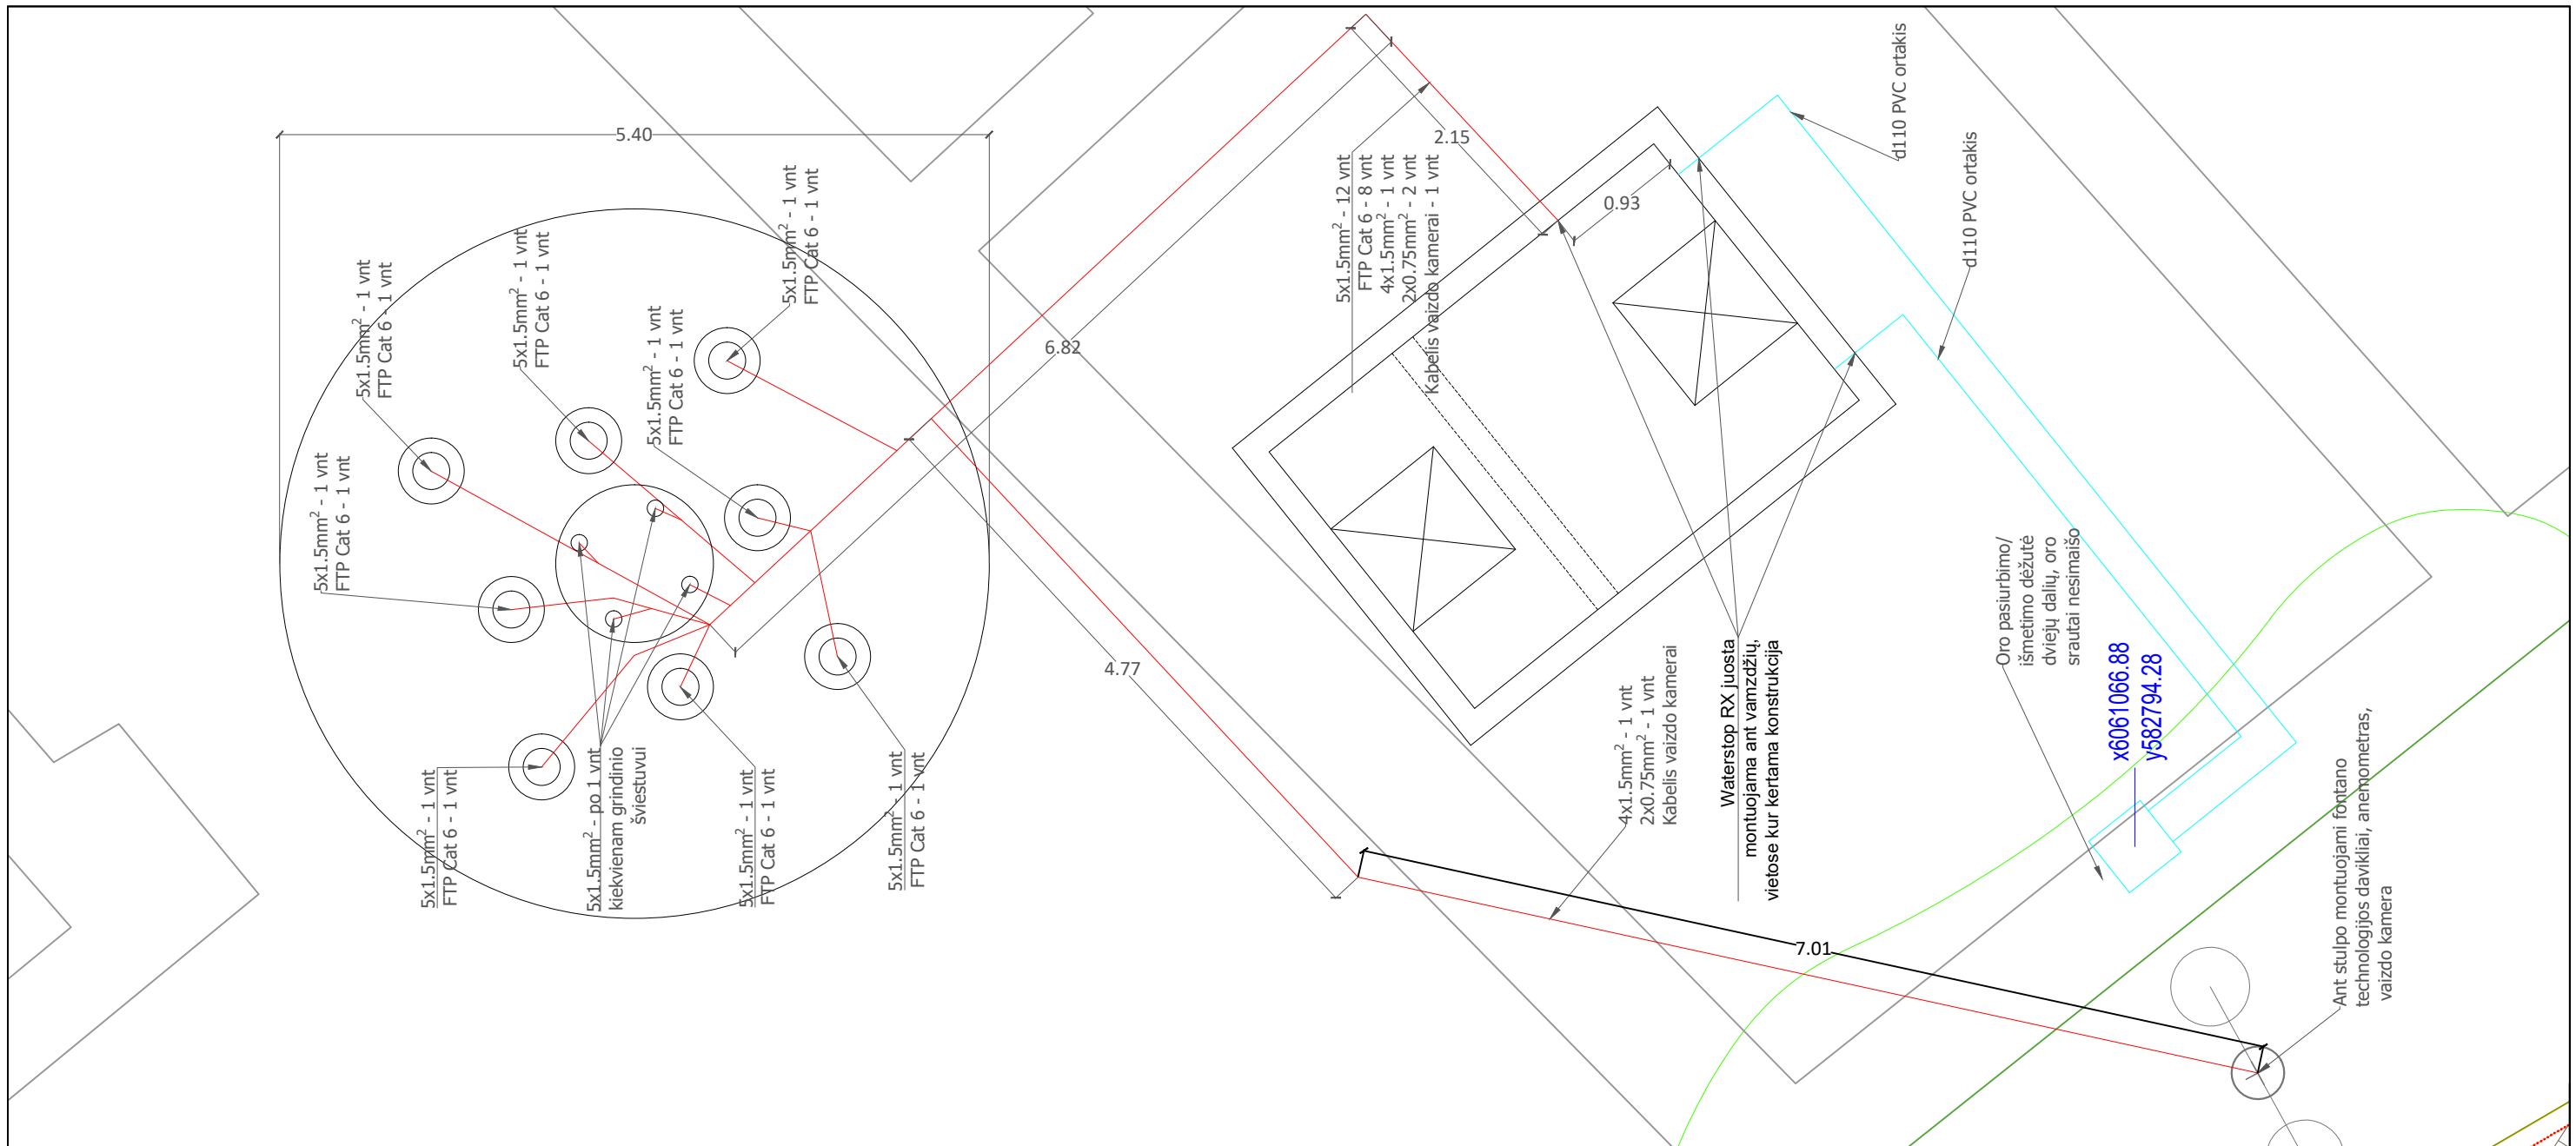 5.40
5x1.5mm² - 1 vnt
FTP Cat 6 - 1 vnt
5x1.5mm² - 1 vnt
FTP Cat 6 - 1 vnt
5x1.5mm² - 1 vnt
FTP Cat 6 - 1 vnt
5x1.5mm² - 1 vnt
FTP Cat 6 - 1 vnt
5x1.5mm² - 1 vnt
FTP Cat 6 - 1 vnt
5x1.5mm² - 1 vnt
FTP Cat 6 - 1 vnt
5x1.5mm² - po 1 vnt
kiekvienam grindinio
šviestuvui
5x1.5mm² - 1 vnt
FTP Cat 6 - 1 vnt
5x1.5mm² - 1 vnt
FTP Cat 6 - 1 vnt
6.82
4.77
2.15
0.93
5x1.5mm² - 12 vnt
FTP Cat 6 - 8 vnt
4x1.5mm² - 1 vnt
2x0.75mm² - 2 vnt
Kabelis vaizdo kamerai - 1 vnt
d110 PVC ortakis
d110 PVC ortakis
4x1.5mm² - 1 vnt
2x0.75mm² - 1 vnt
Kabelis vaizdo kamerai
Waterstop RX juosta
montuojama ant vamzdžių,
vietose kur kertama konstrukcija
Oro pasiurbimo/
išmetimo dėžutė
dviejų dalių, oro
srautai nesimaišo
x6061066.88
y582794.28
7.01
Ant stulpo montuojami fontano
technologijos davikliai, anemometras,
vaizdo kamera